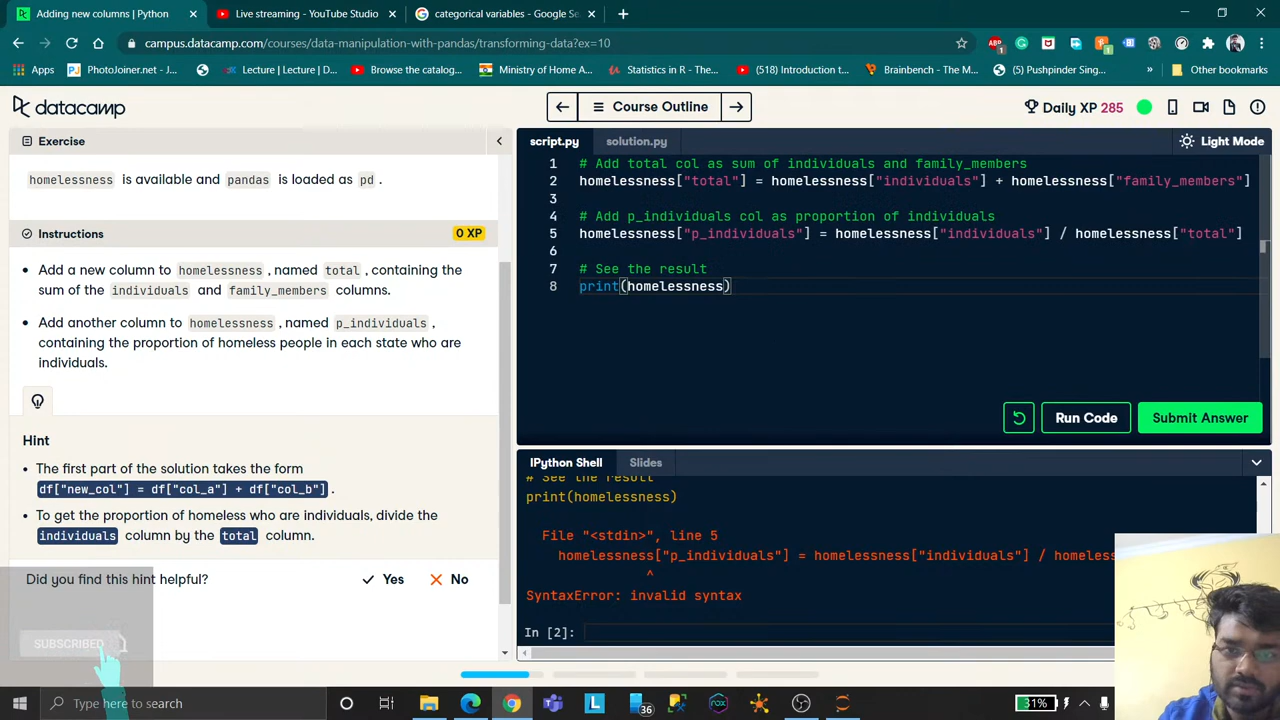 Adding new columns | Python
Live streaming - YouTube Studio
categorical variables - Google Se
campus.datacamp.com/courses/data-manipulation-with-pandas/transforming-data?ex=10
Apps
PhotoJoiner.net - J...
Lecture | Lecture | D...
Browse the catalog...
Ministry of Home A...
Statistics in R - The...
(518) Introduction t...
Brainbench - The M...
(5) Pushpinder Sing...
»
Other bookmarks
datacamp
Course Outline
Daily XP 285
Exercise
script.py
solution.py
Light Mode
homelessness is available and pandas is loaded as pd .
Instructions
0 XP
Add a new column to homelessness , named total , containing the
sum of the individuals and family_members columns.
Add another column to homelessness , named p_individuals ,
containing the proportion of homeless people in each state who are
individuals.
Hint
The first part of the solution takes the form
df["new_col"] = df["col_a"] + df["col_b"] .
To get the proportion of homeless who are individuals, divide the
individuals column by the total column.
Did you find this hint helpful?
Yes
No
SUBSCRIBED
1 # Add total col as sum of individuals and family_members
2 homelessness["total"] = homelessness["individuals"] + homelessness["family_members"]
3
4 # Add p_individuals col as proportion of individuals
5 homelessness["p_individuals"] = homelessness["individuals"] / homelessness["total"]
6
7 # See the result
8 print(homelessness)
Run Code
Submit Answer
IPython Shell
Slides
# See the result
print(homelessness)
File "<stdin>", line 5
homelessness["p_individuals"] = homelessness["individuals"] / homeless
^
SyntaxError: invalid syntax
In [2]:
Type here to search
36
31%